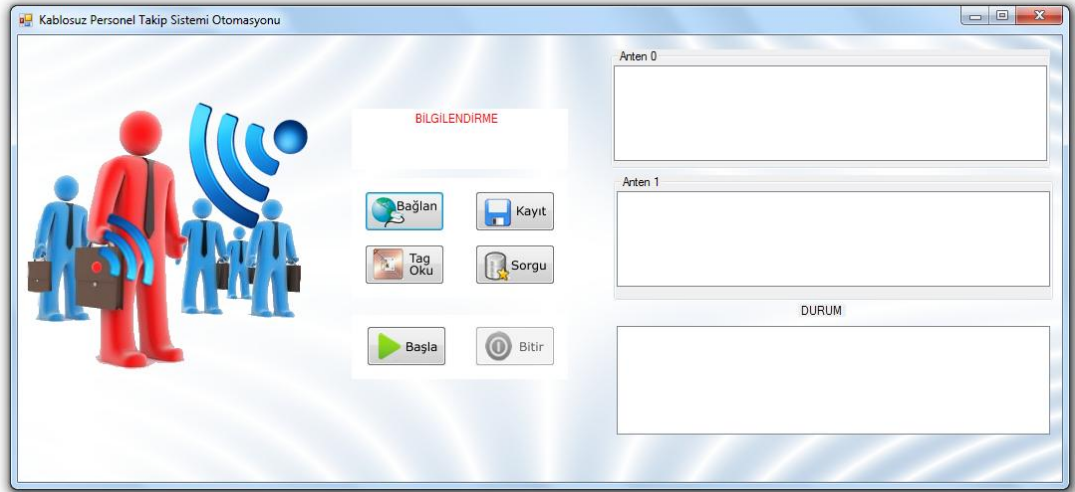 Kablosuz Personel Takip Sistemi Otomasyonu
BİLGİLENDİRME
Bağlan
Kayıt
Tag
Oku
Sorgu
Başla
Bitir
Anten 0
Anten 1
DURUM